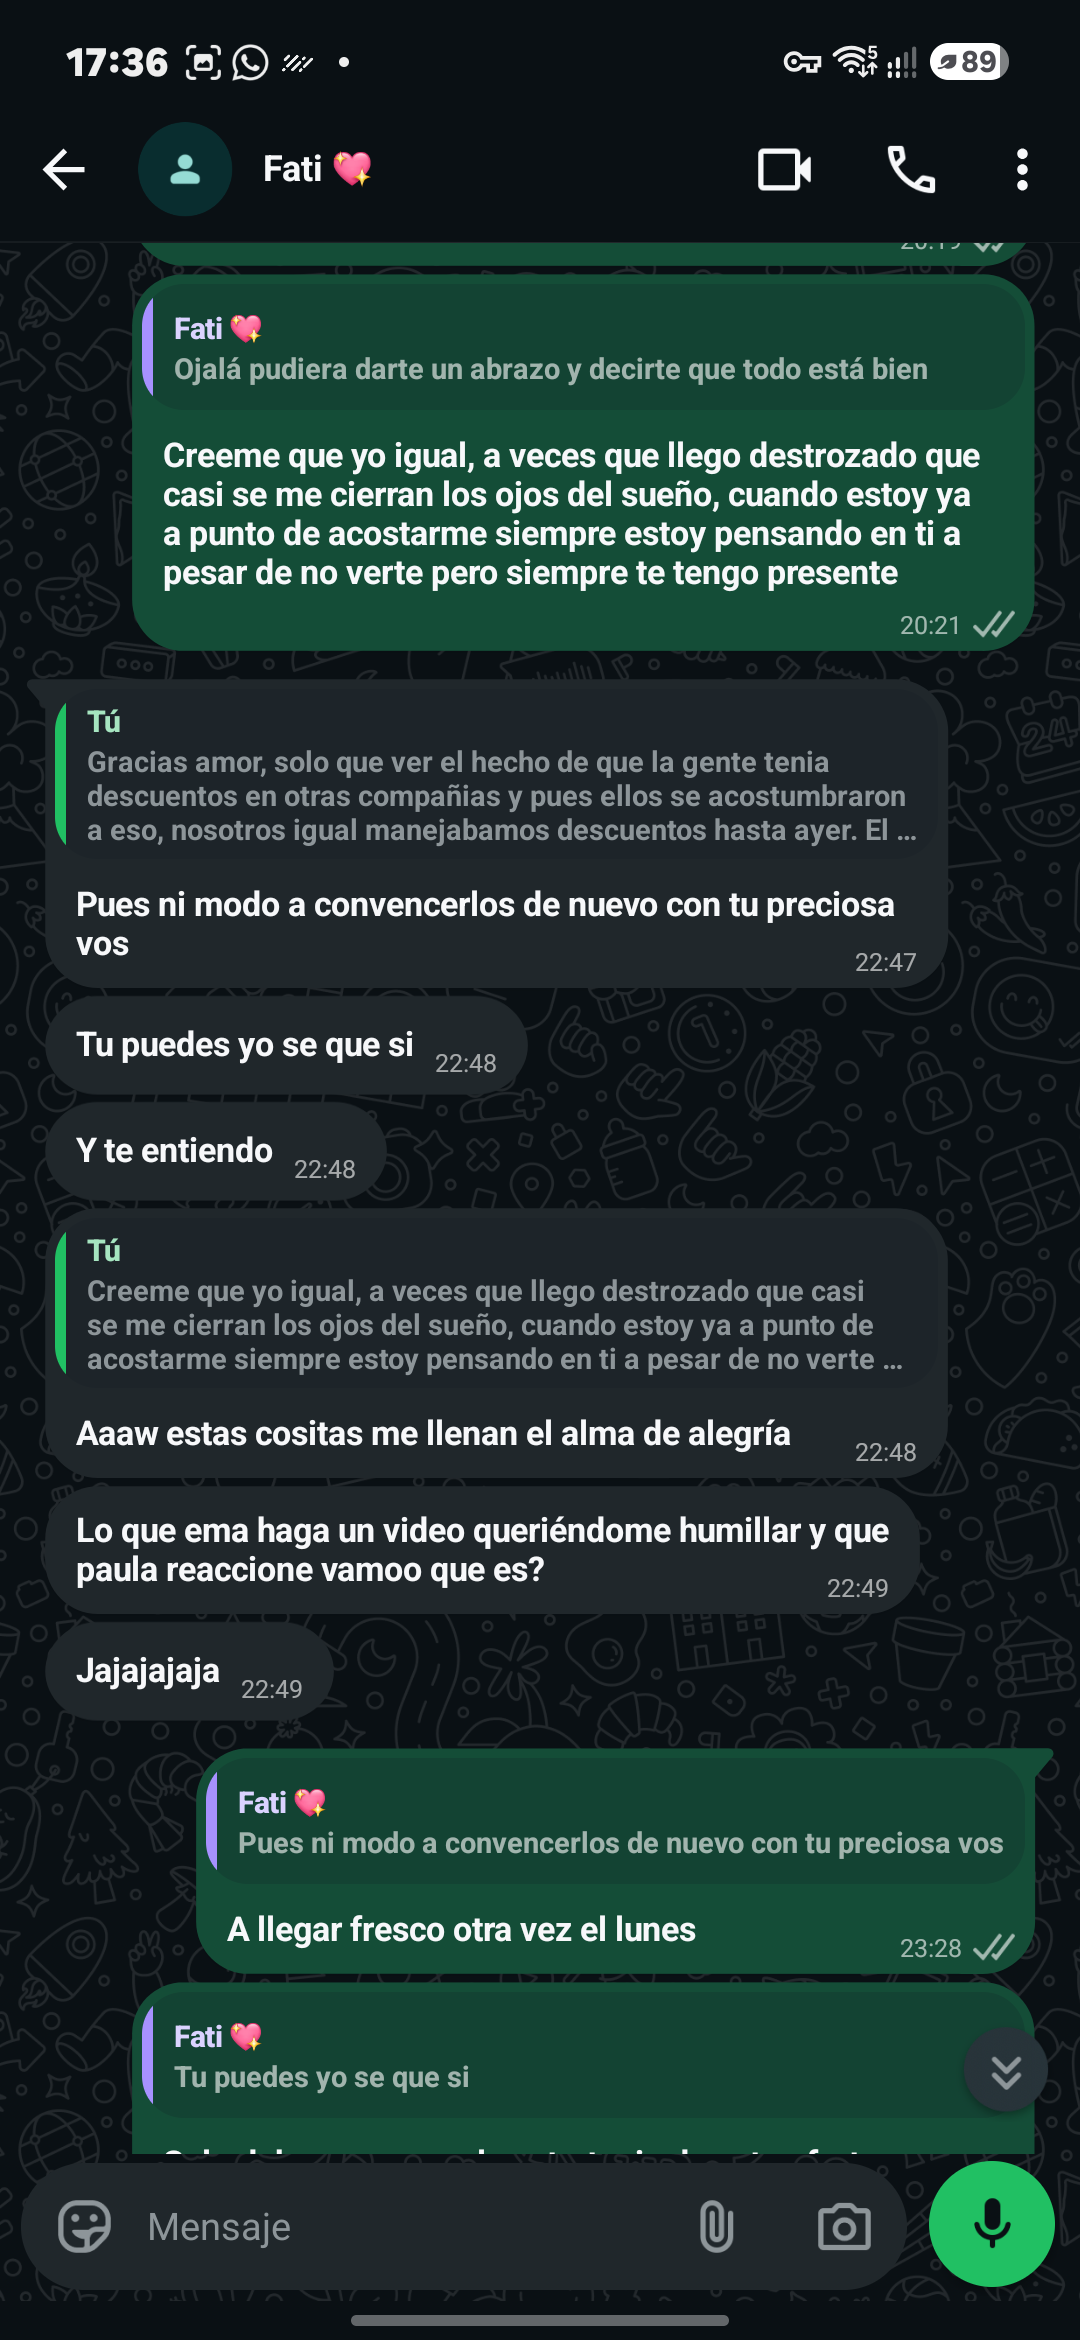 17:36
5
89
Fati 💖
20:19
Fati 💖
Ojalá pudiera darte un abrazo y decirte que todo está bien
Creeme que yo igual, a veces que llego destrozado que
casi se me cierran los ojos del sueño, cuando estoy ya
a punto de acostarme siempre estoy pensando en ti a
pesar de no verte pero siempre te tengo presente
20:21
Tú
Gracias amor, solo que ver el hecho de que la gente tenia
descuentos en otras compañias y pues ellos se acostumbraron
a eso, nosotros igual manejabamos descuentos hasta ayer. El ...
Pues ni modo a convencerlos de nuevo con tu preciosa
vos
22:47
Tu puedes yo se que si
22:48
Y te entiendo
22:48
Tú
Creeme que yo igual, a veces que llego destrozado que casi
se me cierran los ojos del sueño, cuando estoy ya a punto de
acostarme siempre estoy pensando en ti a pesar de no verte ...
Aaaw estas cositas me llenan el alma de alegría
22:48
Lo que ema haga un video queriéndome humillar y que
paula reaccione vamoo que es?
22:49
Jajajajaja
22:49
Fati 💖
Pues ni modo a convencerlos de nuevo con tu preciosa vos
A llegar fresco otra vez el lunes
23:28
Fati 💖
Tu puedes yo se que si
Mensaje